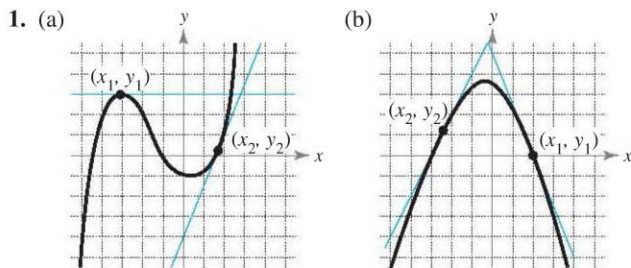 1. (a)
y
(x₁, y₁)
(x₂, y₂)
x
(b)
y
(x₂, y₂)
(x₁, y₁)
x